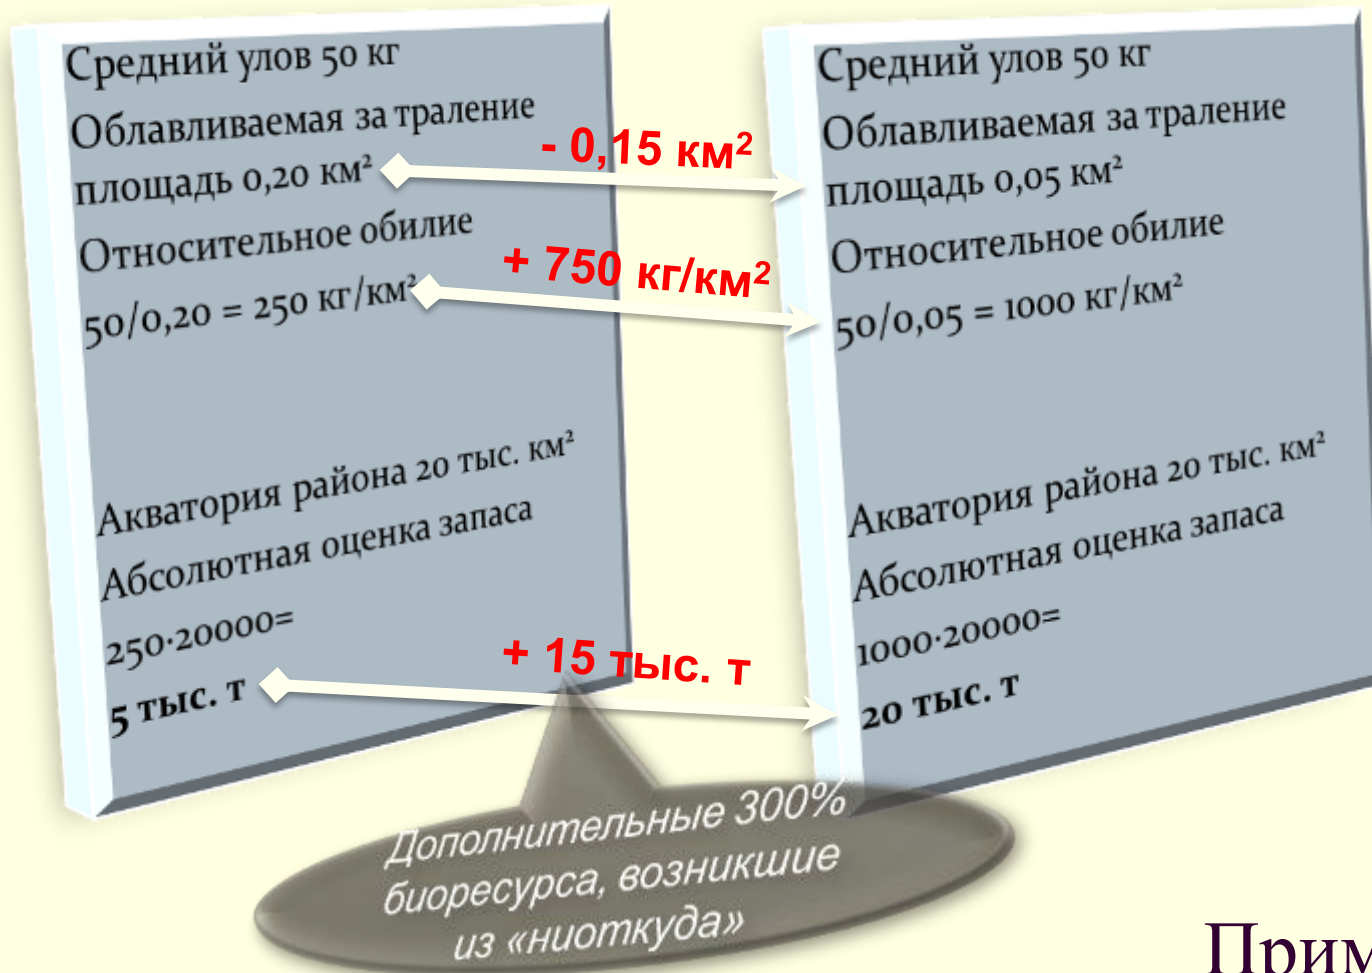 Средний улов 50 кг
Облавливаемая за траление
площадь 0,20 км²
Относительное обилие
50/0,20 = 250 кг/км²
Акватория района 20 тыс. км²
Абсолютная оценка запаса
250·20000=
5 тыс. т
- 0,15 км²
+ 750 кг/км²
+ 15 тыс. т
Средний улов 50 кг
Облавливаемая за траление
площадь 0,05 км²
Относительное обилие
50/0,05 = 1000 кг/км²
Акватория района 20 тыс. км²
Абсолютная оценка запаса
1000·20000=
20 тыс. т
Дополнительные 300%
биоресурса, возникшие
из «ниоткуда»